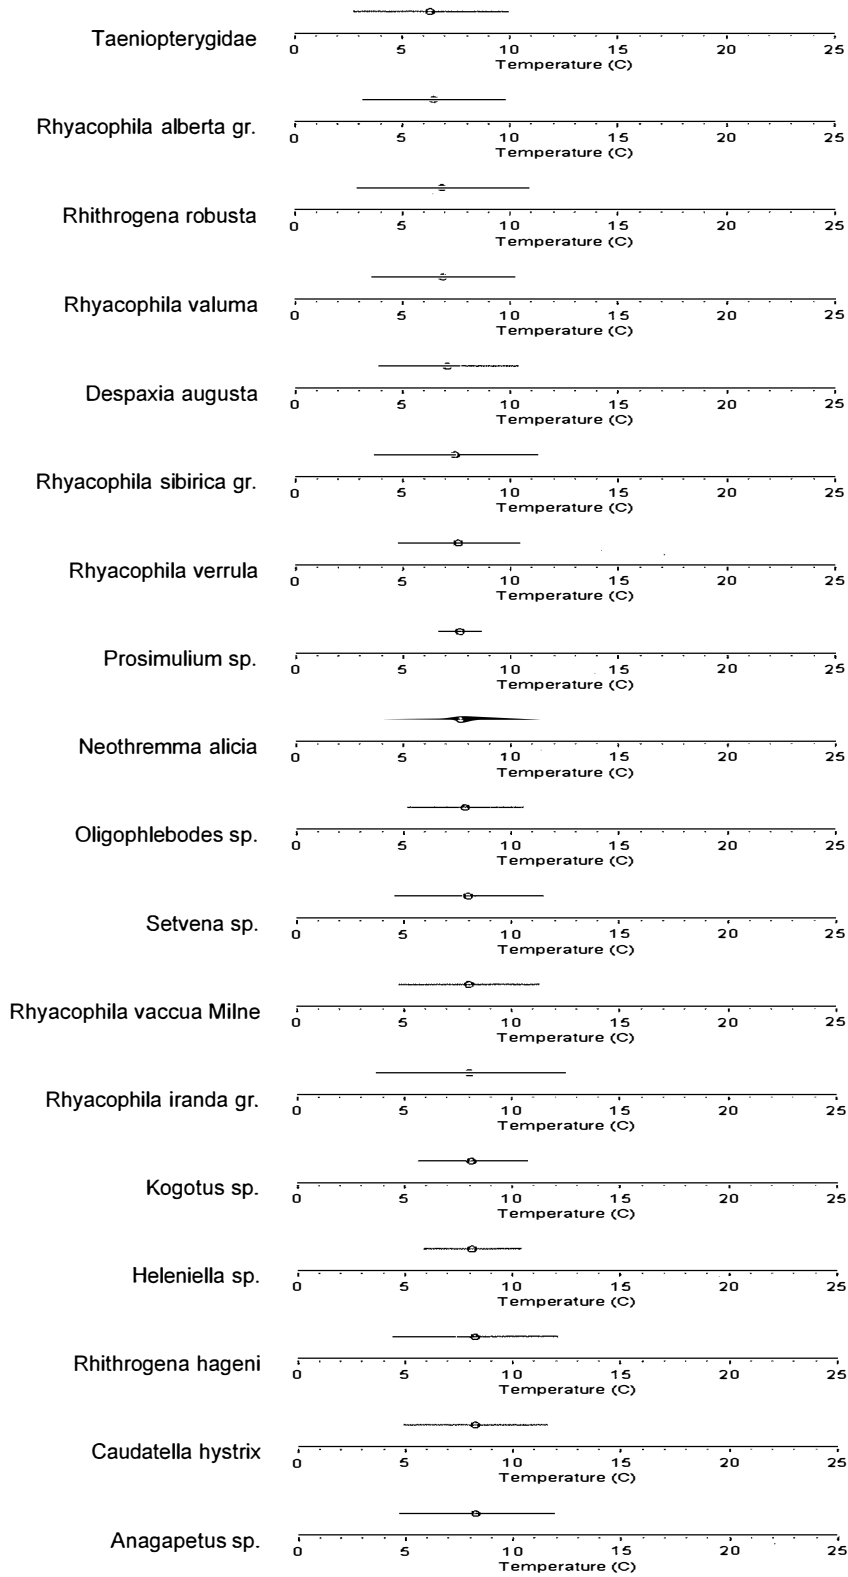 Taeniopterygidae
0 5 10 15 20 25
Temperature (C)
Rhyacophila alberta gr.
0 5 10 15 20 25
Temperature (C)
Rhithrogena robusta
0 5 10 15 20 25
Temperature (C)
Rhyacophila valuma
0 5 10 15 20 25
Temperature (C)
Despaxia augusta
0 5 10 15 20 25
Temperature (C)
Rhyacophila sibirica gr.
0 5 10 15 20 25
Temperature (C)
Rhyacophila verrula
0 5 10 15 20 25
Temperature (C)
Prosimulium sp.
0 5 10 15 20 25
Temperature (C)
Neothremma alicia
0 5 10 15 20 25
Temperature (C)
Oligophlebodes sp.
0 5 10 15 20 25
Temperature (C)
Setvena sp.
0 5 10 15 20 25
Temperature (C)
Rhyacophila vaccua Milne
0 5 10 15 20 25
Temperature (C)
Rhyacophila iranda gr.
0 5 10 15 20 25
Temperature (C)
Kogotus sp.
0 5 10 15 20 25
Temperature (C)
Heleniella sp.
0 5 10 15 20 25
Temperature (C)
Rhithrogena hageni
0 5 10 15 20 25
Temperature (C)
Caudatella hystrix
0 5 10 15 20 25
Temperature (C)
Anagapetus sp.
0 5 10 15 20 25
Temperature (C)